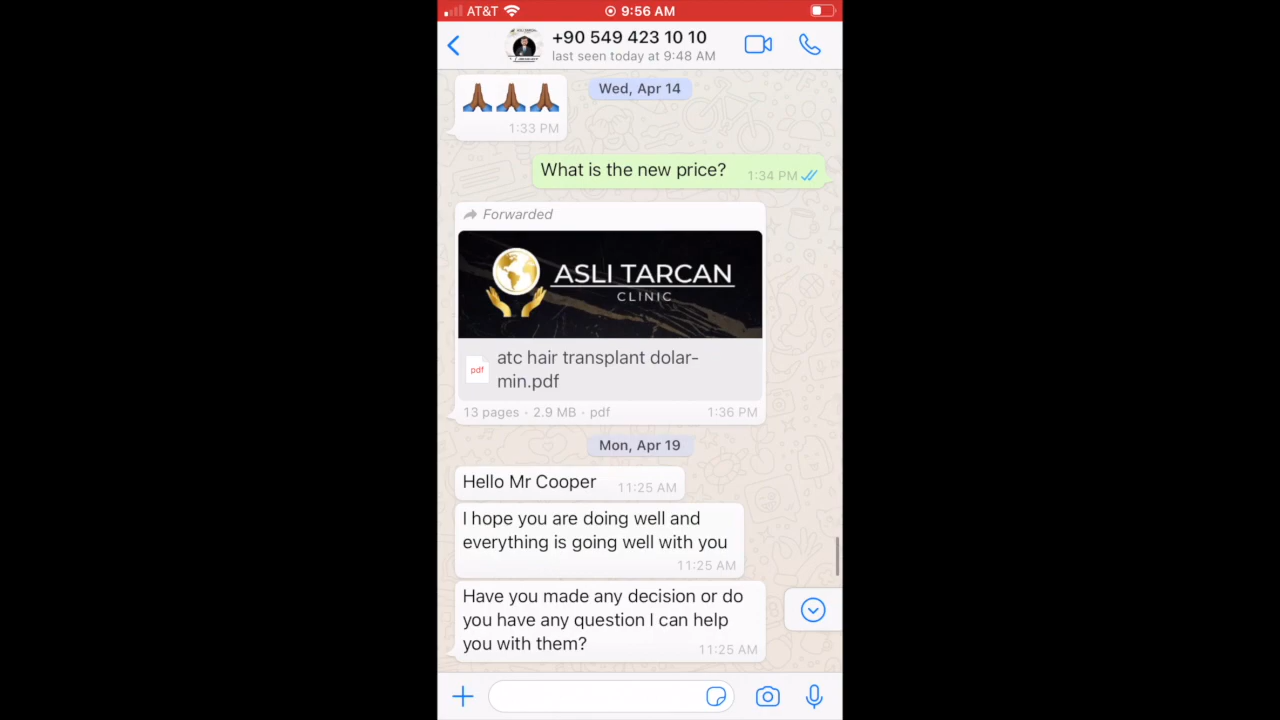 AT&T 9:56 AM
+90 549 423 10 10
last seen today at 9:48 AM
Wed, Apr 14
🙏🏾🙏🏾🙏🏾
1:33 PM
What is the new price? 1:34 PM
Forwarded
ASLI TARCAN
CLINIC
pdf
atc hair transplant dolar-
min.pdf
13 pages · 2.9 MB · pdf 1:36 PM
Mon, Apr 19
Hello Mr Cooper 11:25 AM
I hope you are doing well and
everything is going well with you
11:25 AM
Have you made any decision or do
you have any question I can help
you with them? 11:25 AM